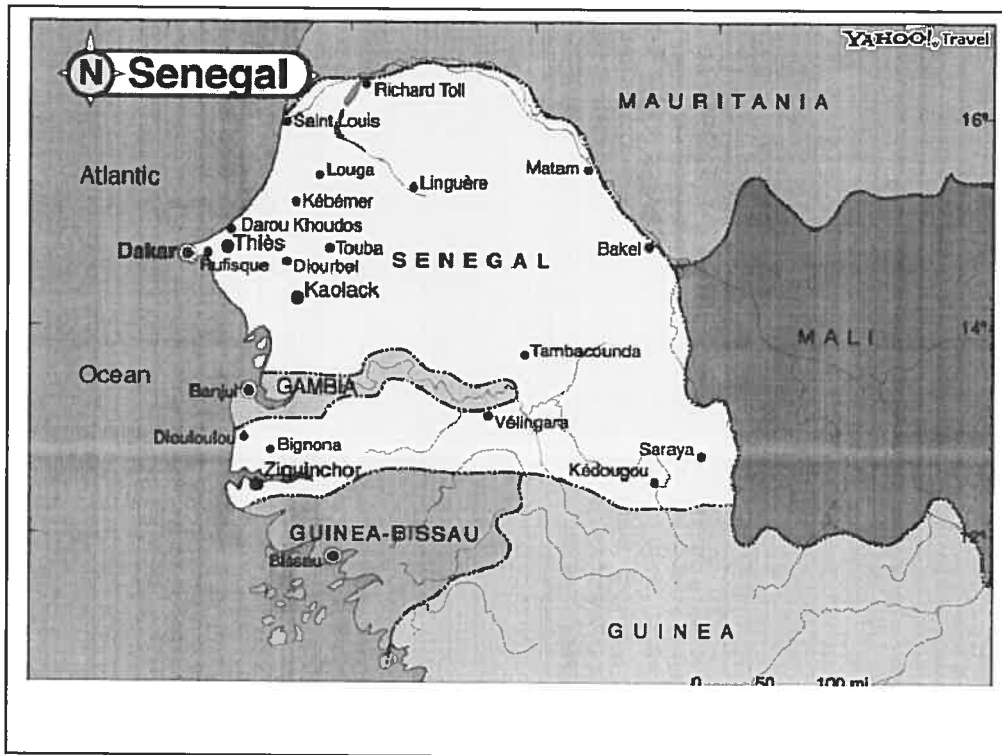 YAHOO! Travel
N Senegal
Richard Toll
MAURITANIA
Saint Louis
16°
Louga
Matam
Atlantic
Linguère
Kébémer
Darou Khoudos
Dakar
Thiès
Touba
Bakel
Rufisque
Diourbel
SENEGAL
Kaolack
14°
MALI
Tambacounda
Ocean
Banjul
GAMBIA
Vélingara
Diouloulou
Bignona
Saraya
Ziguinchor
Kédougou
GUINEA-BISSAU
12°
Bissau
GUINEA
0 50 100 mi